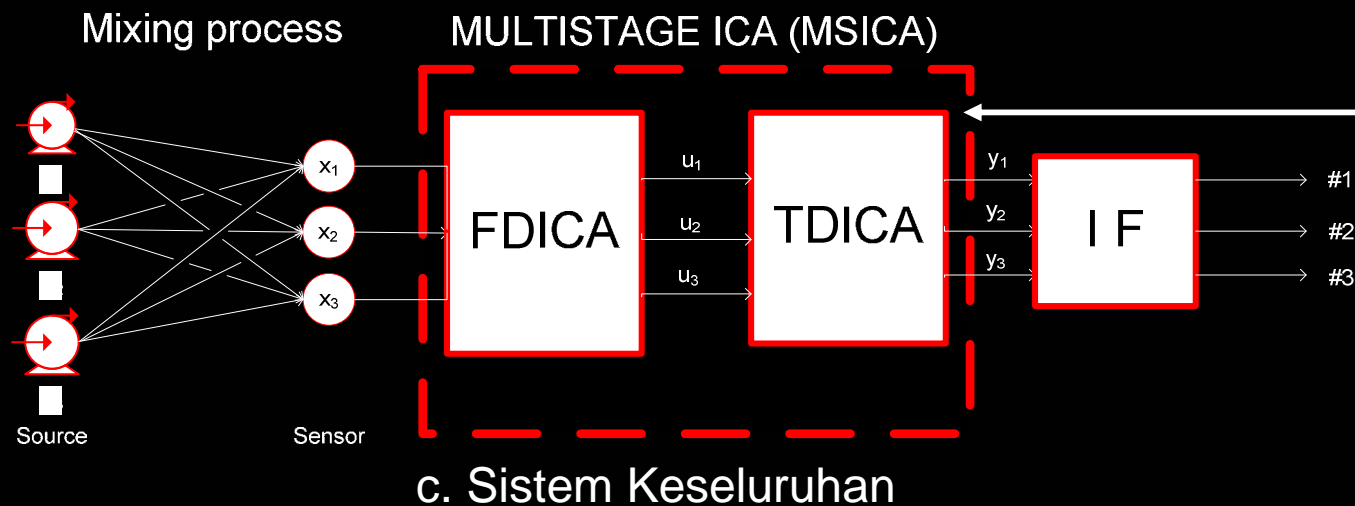 Mixing process
MULTISTAGE ICA (MSICA)
x1
x2
x3
FDICA
u1
u2
u3
TDICA
y1
y2
y3
I F
#1
#2
#3
Source
Sensor
c. Sistem Keseluruhan